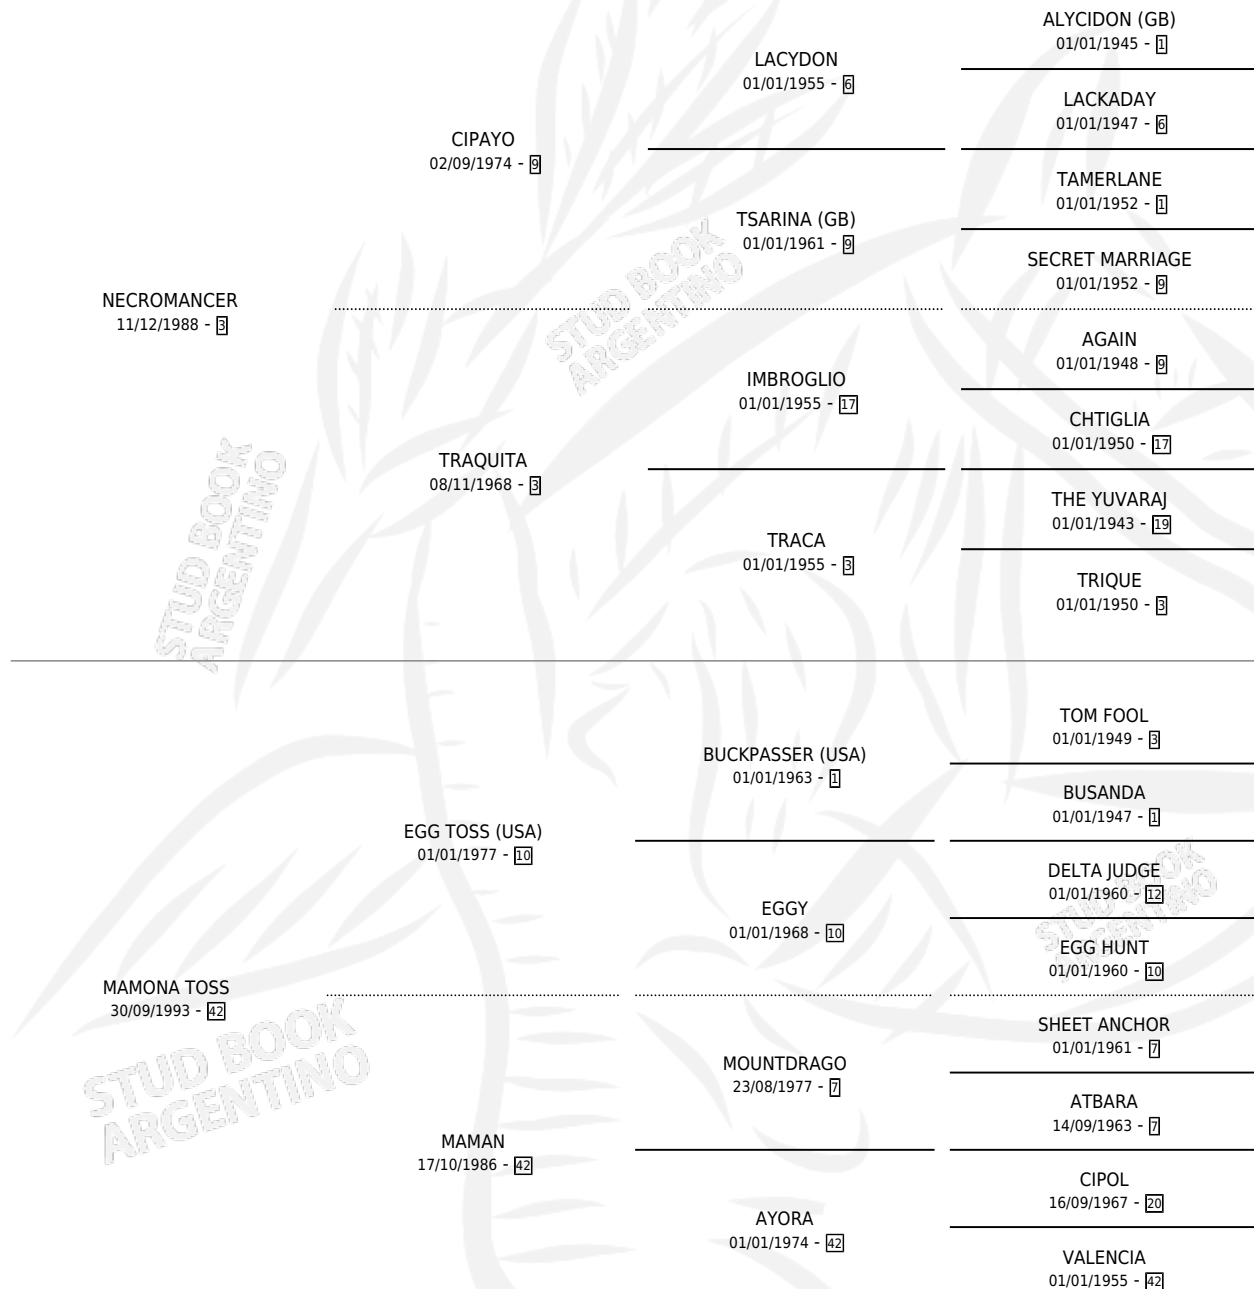 ALYCIDON (GB)
01/01/1945 - 1
LACYDON
01/01/1955 - 6
LACKADAY
01/01/1947 - 6
CIPAYO
02/09/1974 - 9
TAMERLANE
01/01/1952 - 1
TSARINA (GB)
01/01/1961 - 9
SECRET MARRIAGE
01/01/1952 - 9
NECROMANCER
11/12/1988 - 3
STUD BOOK
ARGENTINO
AGAIN
01/01/1948 - 9
IMBROGLIO
01/01/1955 - 17
CHTIGLIA
01/01/1950 - 17
TRAQUITA
08/11/1968 - 3
THE YUVARAJ
01/01/1943 - 19
TRACA
01/01/1955 - 3
TRIQUE
01/01/1950 - 3
STUD BOOK
ARGENTINO
TOM FOOL
01/01/1949 - 3
BUCKPASSER (USA)
01/01/1963 - 1
BUSANDA
01/01/1947 - 1
EGG TOSS (USA)
01/01/1977 - 10
DELTA JUDGE
01/01/1960 - 12
EGGY
01/01/1968 - 10
EGG HUNT
01/01/1960 - 10
STUD BOOK
ARGENTINO
MAMONA TOSS
30/09/1993 - 42
SHEET ANCHOR
01/01/1961 - 7
MOUNTDRAGO
23/08/1977 - 7
ATBARA
14/09/1963 - 7
STUD BOOK
ARGENTINO
MAMAN
17/10/1986 - 42
CIPOL
16/09/1967 - 20
AYORA
01/01/1974 - 42
VALENCIA
01/01/1955 - 42